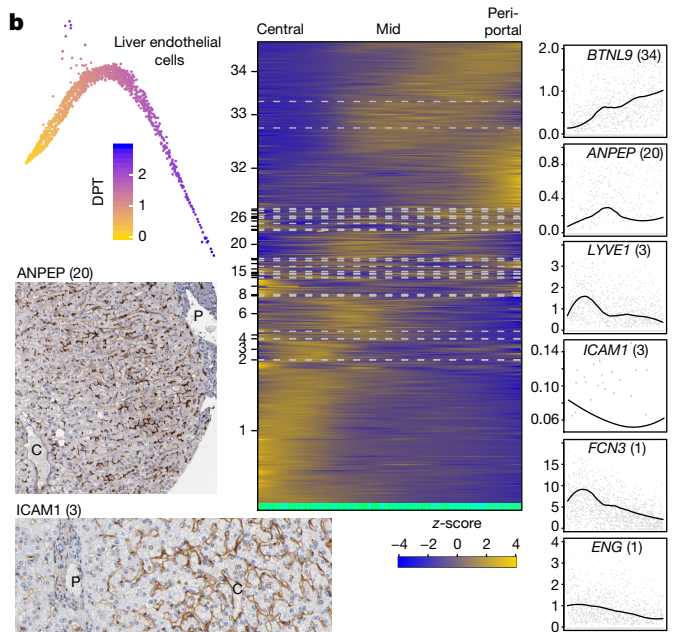 b
Liver endothelial
cells
DPT
2
1
0
ANPEP (20)
P
C
ICAM1 (3)
P
C
Central
Mid
Peri-
portal
34
33
32
26
20
15
8
6
4
3
2
1
z-score
−4 −2 0 2 4
BTNL9 (34)
2.0
1.0
0.0
ANPEP (20)
0.8
0.4
0.0
LYVE1 (3)
3
2
1
0
ICAM1 (3)
0.14
0.10
0.06
FCN3 (1)
15
10
5
0
ENG (1)
4
3
2
1
0